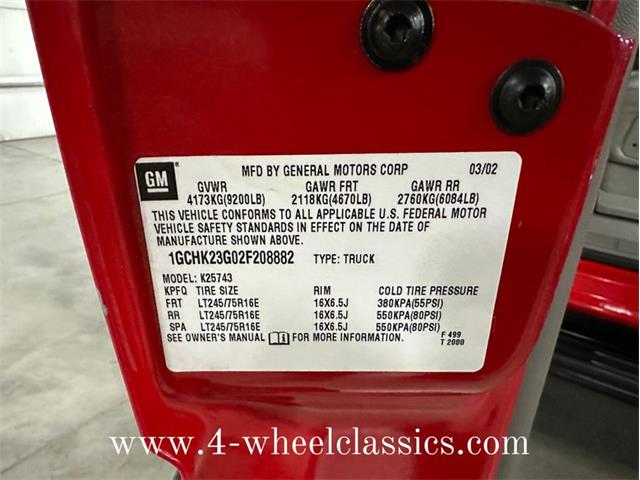 GM MFD BY GENERAL MOTORS CORP 03/02
GVWR GAWR FRT GAWR RR
4173KG(9200LB) 2118KG(4670LB) 2760KG(6084LB)
THIS VEHICLE CONFORMS TO ALL APPLICABLE U.S. FEDERAL MOTOR
VEHICLE SAFETY STANDARDS IN EFFECT ON THE DATE OF
MANUFACTURE SHOWN ABOVE.
1GCHK23G02F208882 TYPE: TRUCK
MODEL: K25743
KPFQ TIRE SIZE RIM COLD TIRE PRESSURE
FRT LT245/75R16E 16X6.5J 380KPA(55PSI)
RR LT245/75R16E 16X6.5J 550KPA(80PSI)
SPA LT245/75R16E 16X6.5J 550KPA(80PSI)
SEE OWNER'S MANUAL FOR MORE INFORMATION.
F 499
T 2000
www.4-wheelclassics.com